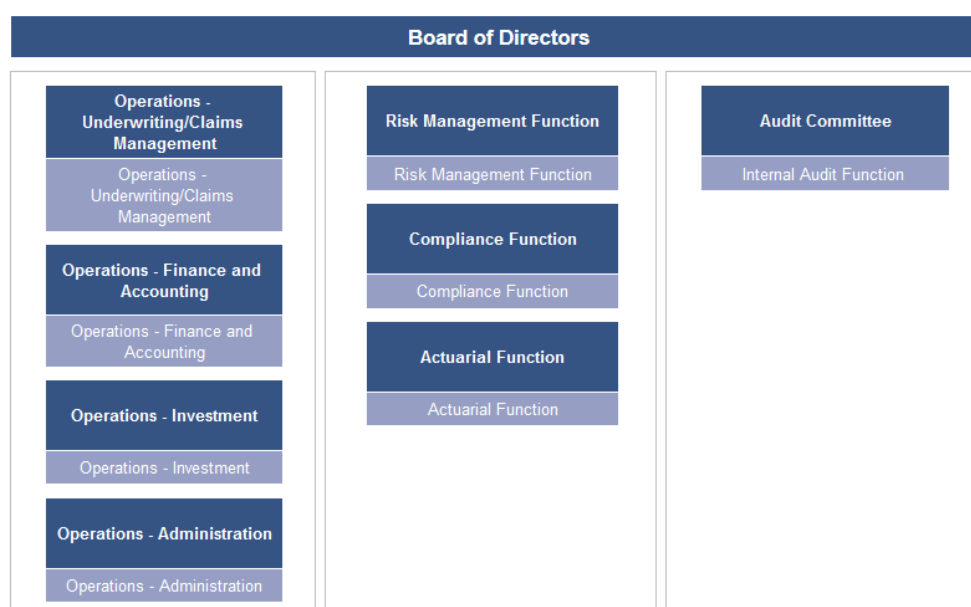 Board of Directors
Operations -
Underwriting/Claims
Management
Operations -
Underwriting/Claims
Management
Operations - Finance and
Accounting
Operations - Finance and
Accounting
Operations - Investment
Operations - Investment
Operations - Administration
Operations - Administration
Risk Management Function
Risk Management Function
Compliance Function
Compliance Function
Actuarial Function
Actuarial Function
Audit Committee
Internal Audit Function